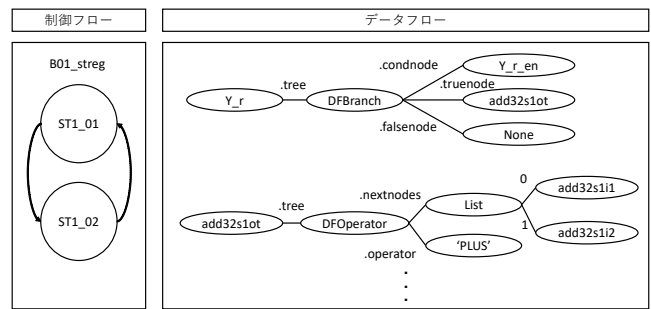 制御フロー
データフロー
B01_streg
ST1_01
ST1_02
Y_r
.tree
DFBranch
.condnode
Y_r_en
.truenode
add32s1ot
.falsenode
None
add32s1ot
.tree
DFOperator
.nextnodes
List
0
add32s1i1
1
add32s1i2
.operator
'PLUS'